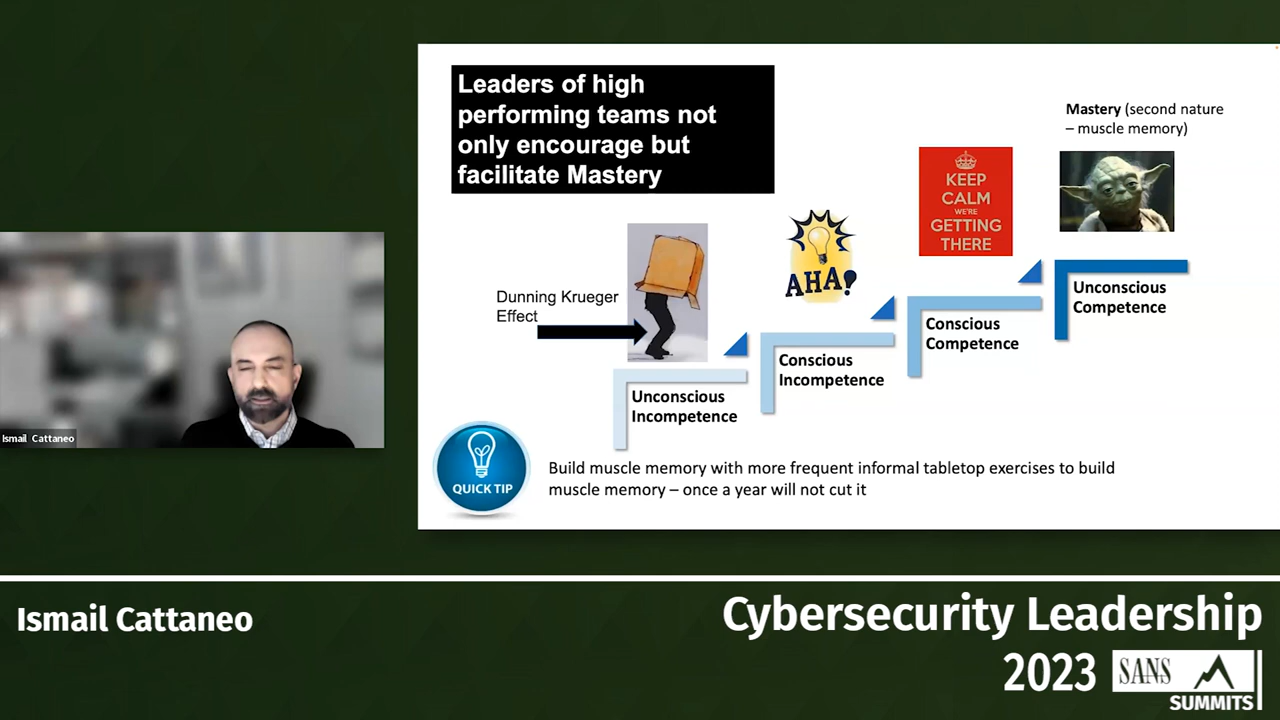 Leaders of high
performing teams not
only encourage but
facilitate Mastery
Mastery (second nature
– muscle memory)
KEEP
CALM
WE'RE
GETTING
THERE
AHA!
Dunning Krueger
Effect
Unconscious
Competence
Conscious
Competence
Conscious
Incompetence
Unconscious
Incompetence
QUICK TIP
Build muscle memory with more frequent informal tabletop exercises to build
muscle memory – once a year will not cut it
Ismail Cattaneo
Ismail Cattaneo
Cybersecurity Leadership
2023
SANS
SUMMITS